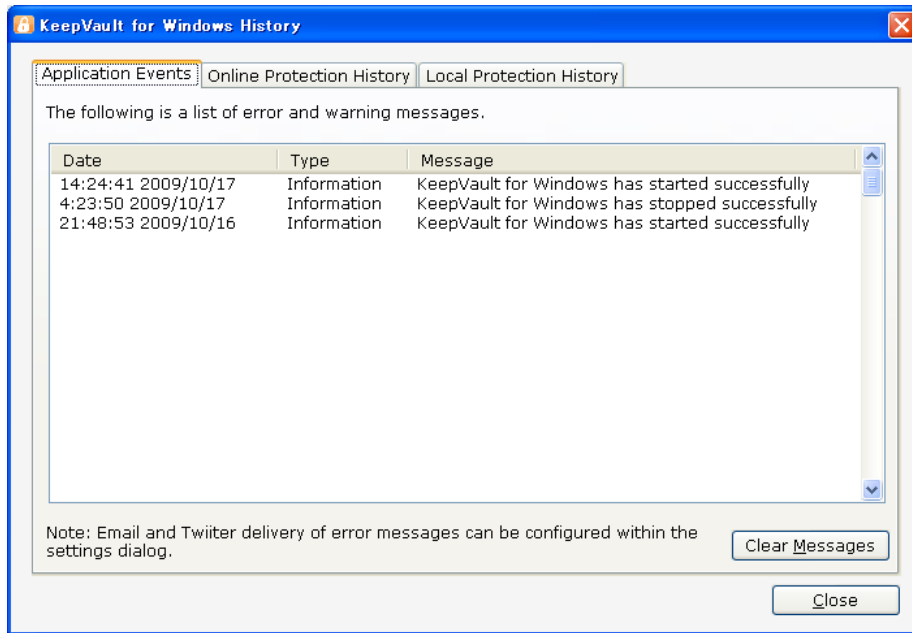 KeepVault for Windows History
Application Events Online Protection History Local Protection History
The following is a list of error and warning messages.
Date Type Message
14:24:41 2009/10/17 Information KeepVault for Windows has started successfully
4:23:50 2009/10/17 Information KeepVault for Windows has stopped successfully
21:48:53 2009/10/16 Information KeepVault for Windows has started successfully
Note: Email and Twiiter delivery of error messages can be configured within the
settings dialog.
Clear Messages
Close